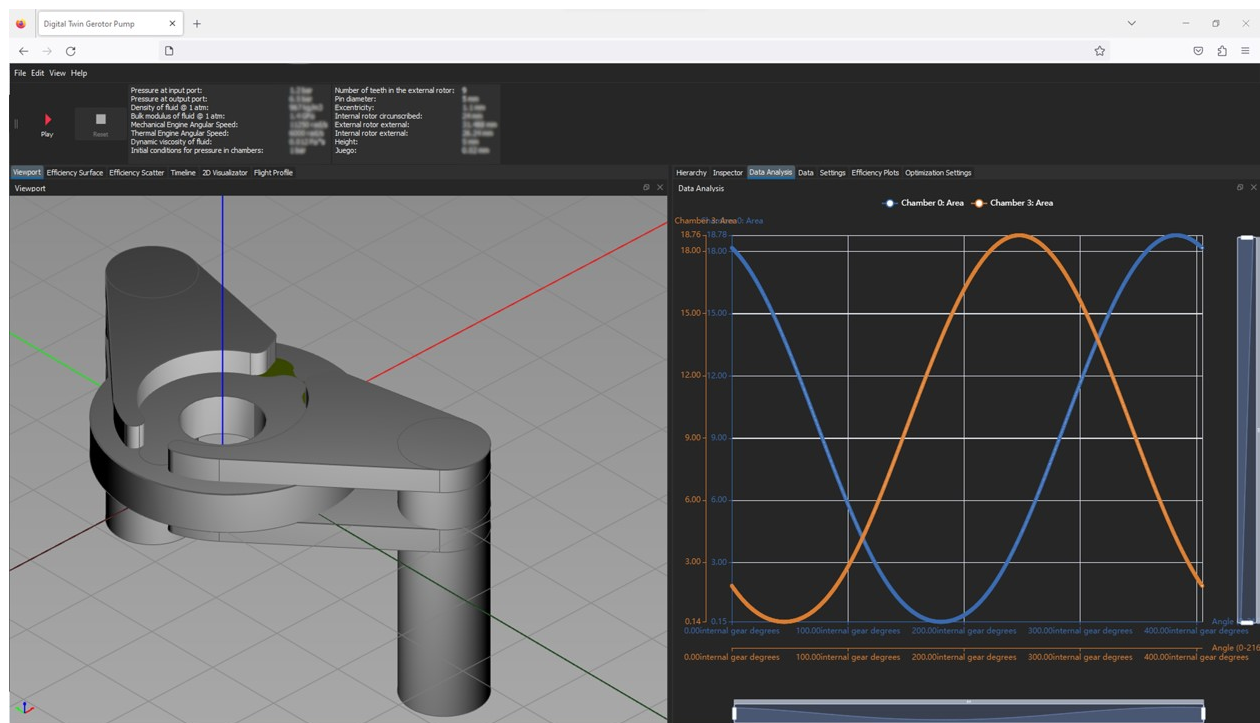 Digital Twin Gerotor Pump
File Edit View Help
Play
Reset
Pressure at input port:
Pressure at output port:
Density of fluid @ 1 atm:
Bulk modulus of fluid @ 1 atm:
Mechanical Engine Angular Speed:
Thermal Engine Angular Speed:
Dynamic viscosity of fluid:
Initial conditions for pressure in chambers:
Number of teeth in the external rotor:
Pin diameter:
Excentricity:
Internal rotor circunscribed:
External rotor external:
Internal rotor external:
Height:
Juego:
Viewport Efficiency Surface Efficiency Scatter Timeline 2D Visualizator Flight Profile
Viewport
Hierarchy Inspector Data Analysis Data Settings Efficiency Plots Optimization Settings
Data Analysis
Chamber 0: Area Chamber 3: Area
Chamber 3: Area 0: Area
18.76 18.78
18.00 18.00
15.00 15.00
12.00 12.00
9.00 9.00
6.00 6.00
3.00 3.00
0.14 0.15
0.00internal gear degrees 100.00internal gear degrees 200.00internal gear degrees 300.00internal gear degrees 400.00internal gear degrees Angle
0.00internal gear degrees 100.00internal gear degrees 200.00internal gear degrees 300.00internal gear degrees 400.00internal gear degrees Angle (0-216